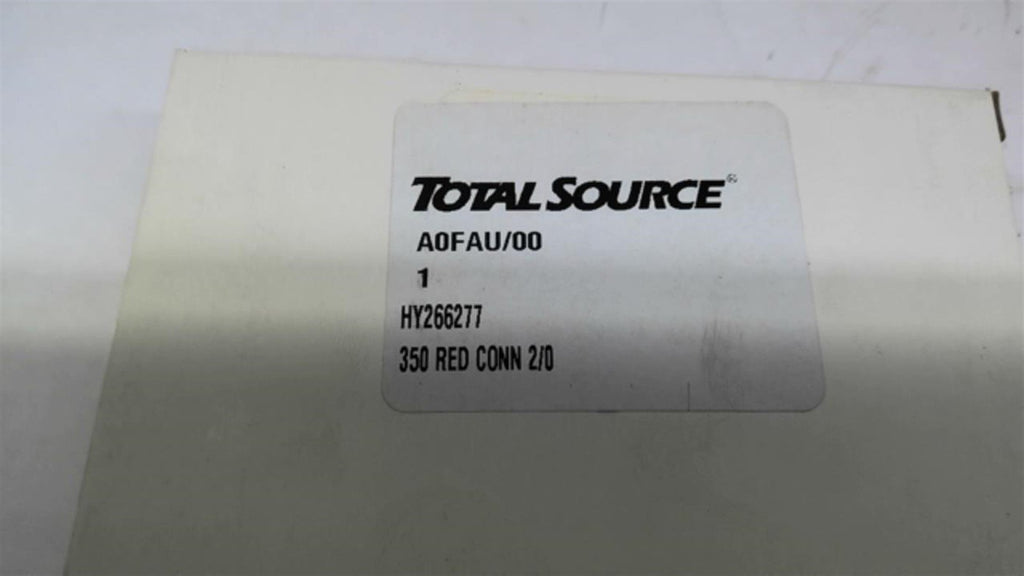 TOTAL SOURCE®
A0FAU/00
1
HY266277
350 RED CONN 2/0